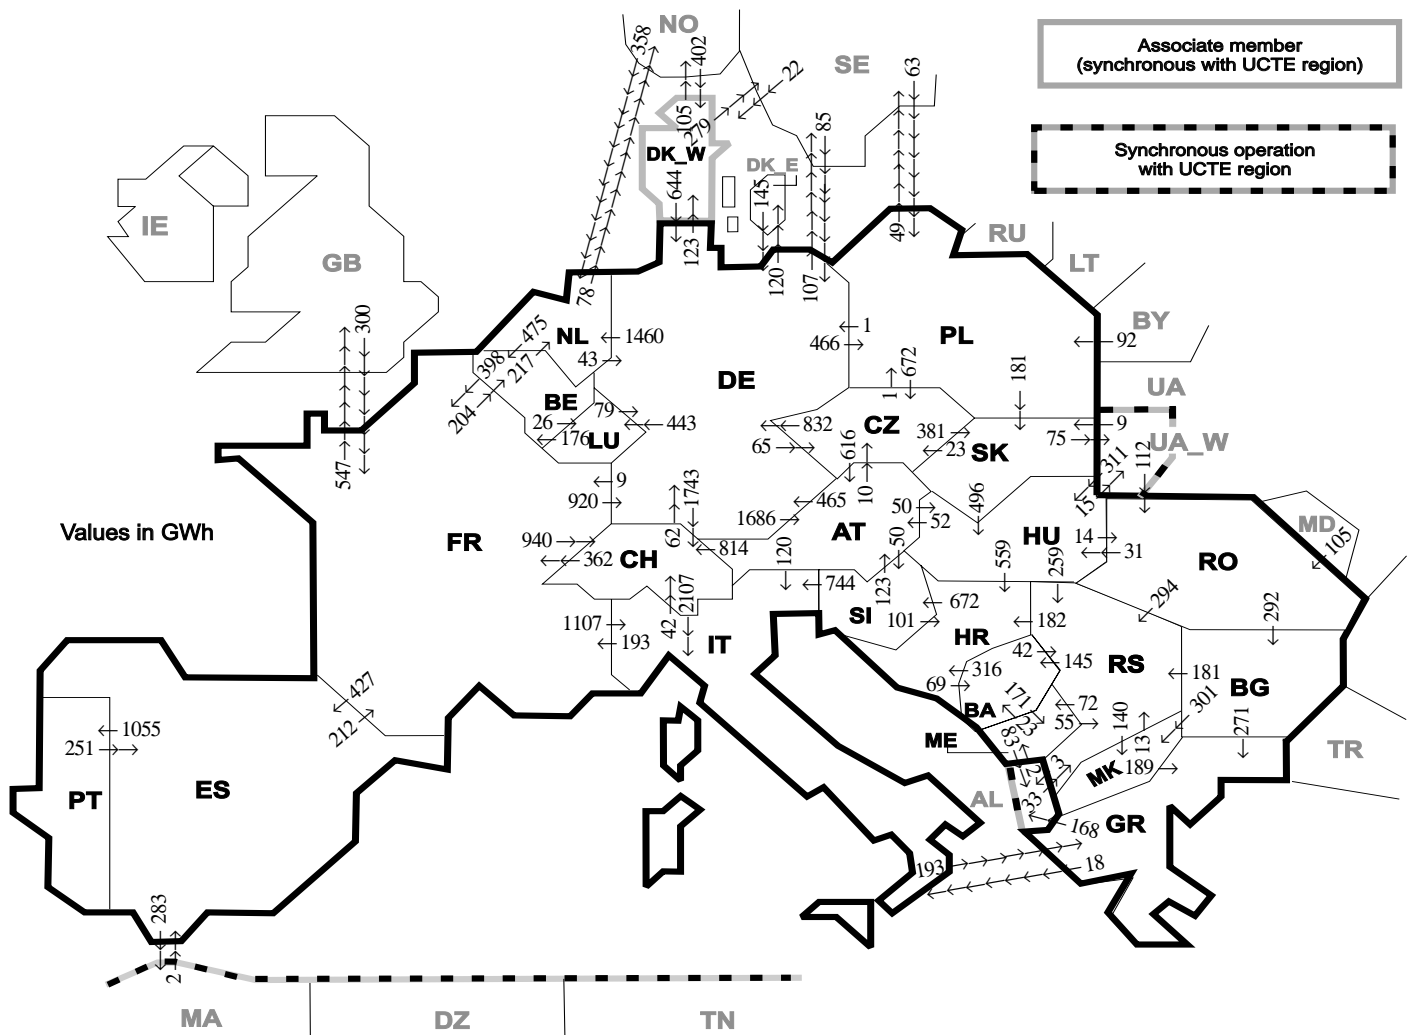 NO
358
402
SE
22
63
Associate member
(synchronous with UCTE region)
105
279
85
Synchronous operation
with UCTE region
DK_W
DK_E
644
145
IE
GB
123
120
107
49
RU
LT
78
BY
300
475
NL
1460
1
PL
92
466
398
217
43
DE
672
181
UA
1
204
BE
79
26
443
832
CZ
381
9
176
LU
65
616
23
SK
75
UA_W
311
112
547
9
920
1743
465
10
50
496
15
Values in GWh
1686
52
FR
940
62
814
120
AT
50
HU
14
MD
105
362
CH
31
RO
559
259
744
123
2107
SI
672
294
292
1107
42
101
182
193
IT
HR
42
145
RS
316
181
BG
427
69
171
72
301
BA
23
55
140
271
212
1055
ME
83
13
TR
251
2
3
MK
189
PT
ES
AL
33
168
GR
193
18
283
2
MA
DZ
TN